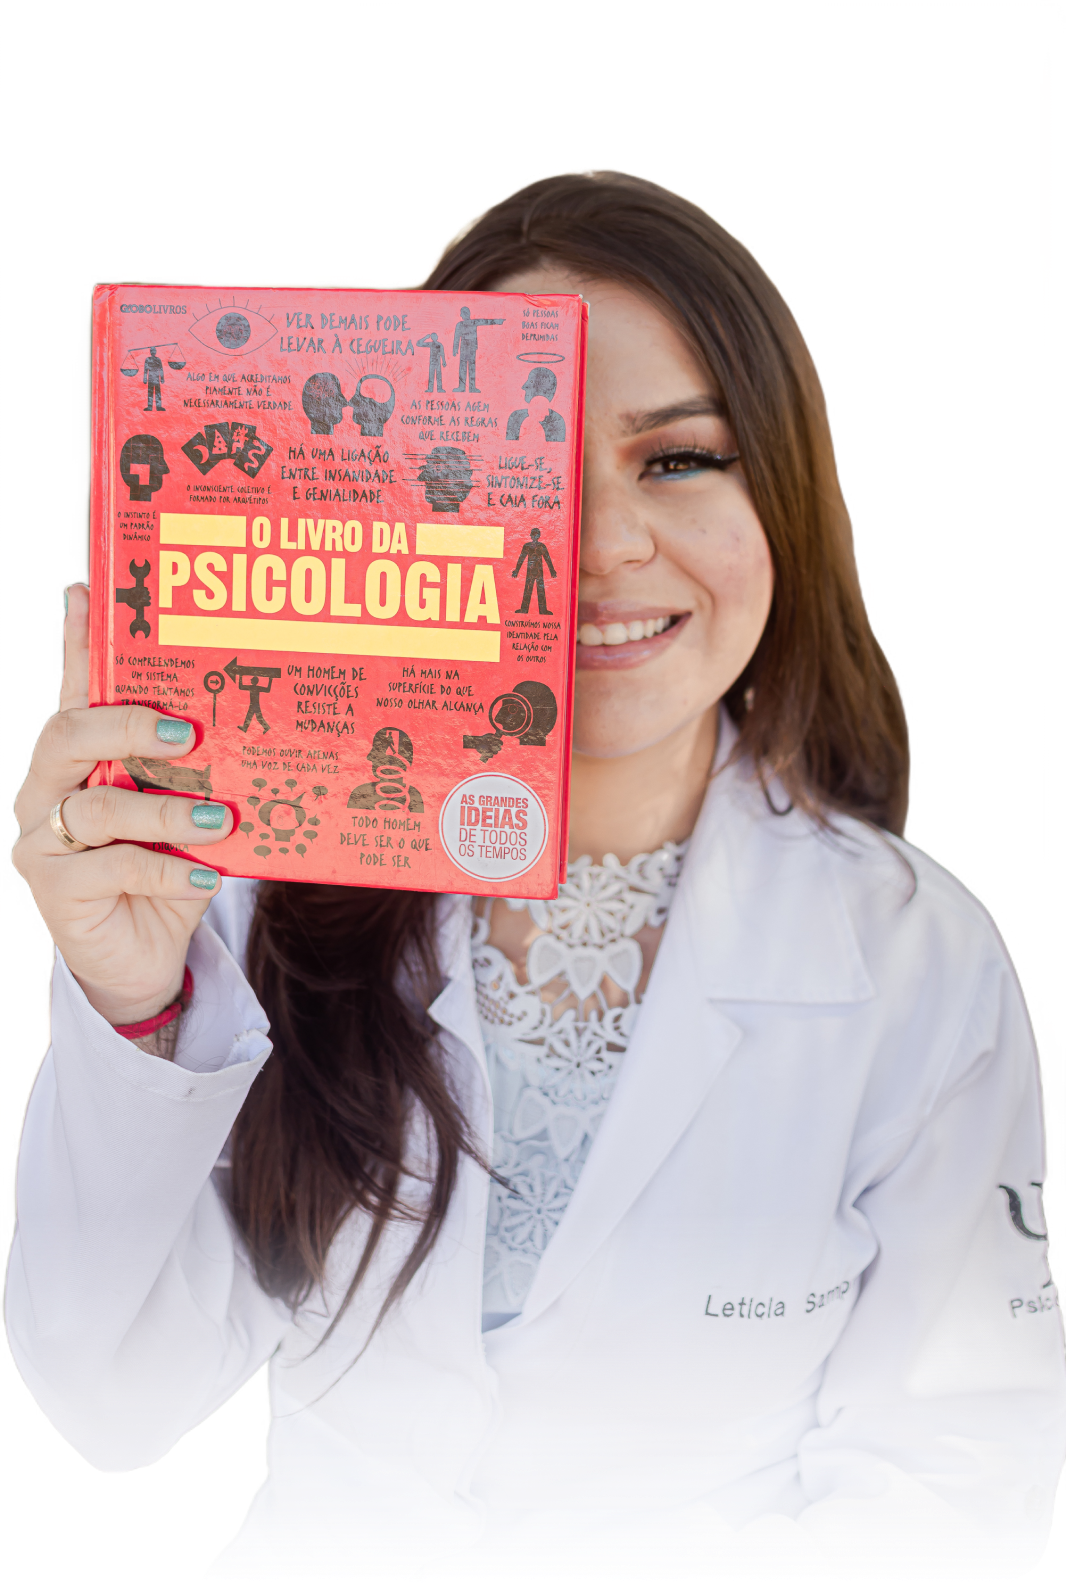 GLOBOLIVROS
VER DEMAIS PODE
LEVAR À CEGUEIRA
SÓ PESSOAS
BOAS FICAM
DEPRIMIDAS
ALGO EM QUE ACREDITAMOS
PIAMENTE NÃO É
NECESSARIAMENTE VERDADE
AS PESSOAS AGEM
CONFORME AS REGRAS
QUE RECEBEM
HÁ UMA LIGAÇÃO
ENTRE INSANIDADE
E GENIALIDADE
LIGUE-SE,
SINTONIZE-SE
E CAIA FORA
O INCONSCIENTE COLETIVO É
FORMADO POR ARQUÉTIPOS
O INSTINTO É
UM PADRÃO
DINÂMICO
O LIVRO DA
PSICOLOGIA
CONSTRUÍMOS NOSSA
IDENTIDADE PELA
RELAÇÃO COM
OS OUTROS
SÓ COMPREENDEMOS
UM SISTEMA
QUANDO TENTAMOS
TRANSFORMÁ-LO
UM HOMEM DE
CONVICÇÕES
RESISTE A
MUDANÇAS
HÁ MAIS NA
SUPERFÍCIE DO QUE
NOSSO OLHAR ALCANÇA
PODEMOS OUVIR APENAS
UMA VOZ DE CADA VEZ
TODO HOMEM
DEVE SER O QUE
PODE SER
PSÍQUICA
AS GRANDES
IDEIAS
DE TODOS
OS TEMPOS
Leticia